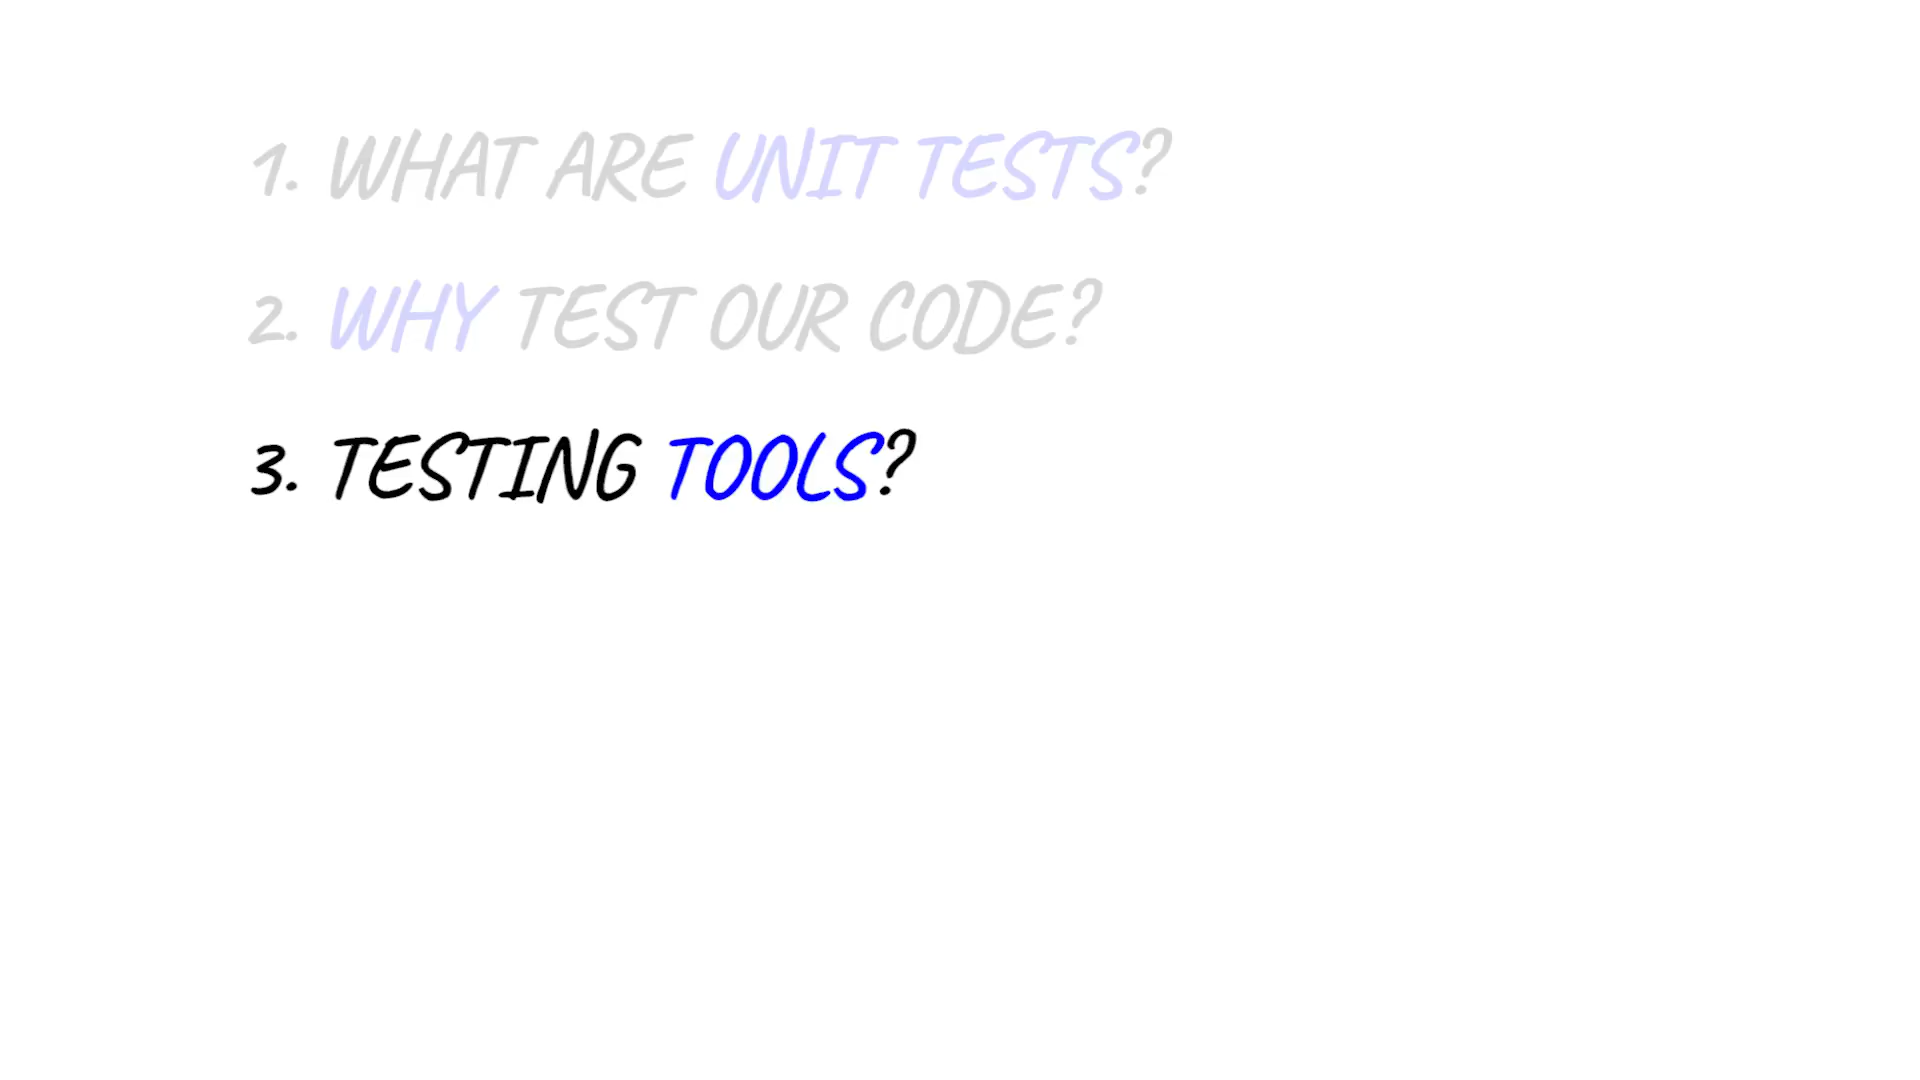 1. WHAT ARE UNIT TESTS?
2. WHY TEST OUR CODE?
3. TESTING TOOLS?